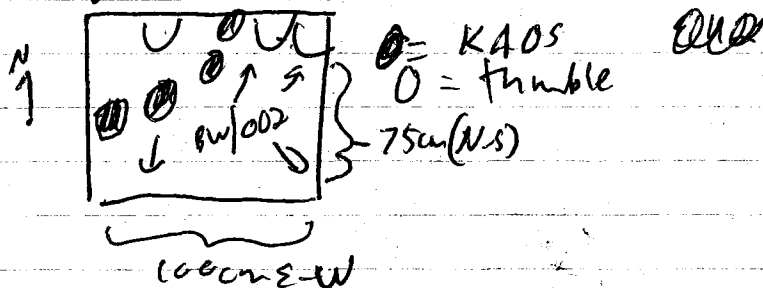 N
= KAOS
O = thimble
BW/002
75cm (N-S)
100cm E-W